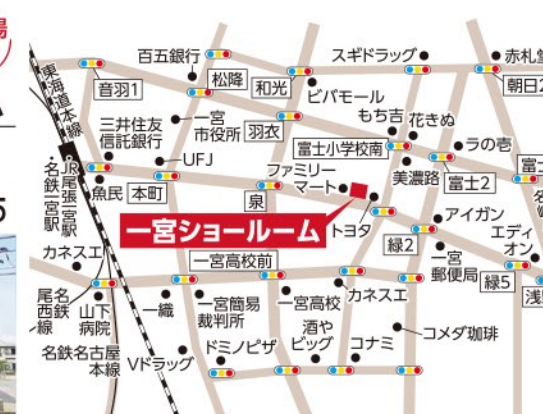 場
百五銀行
松降
和光
スギドラッグ
赤札堂
朝日2
東海道本線
音羽1
ビバモール
三井住友
信託銀行
一宮
市役所
羽衣
もち吉
花きぬ
富士小学校南
ラの壱
UFJ
ファミリー
マート
美濃路
富士2
富士
JR尾張一宮駅
名鉄一宮駅
魚民
本町
泉
トヨタ
一宮ショールーム
アイガン
緑2
エディ
オン
一宮
郵便局
緑5
浅野
カネスエ
一宮高校前
尾西線
名鉄
山下
病院
一織
一宮簡易
裁判所
一宮高校
カネスエ
酒や
ビッグ
コメダ珈琲
名鉄名古屋
本線
Vドラッグ
ドミノピザ
コナミ
5